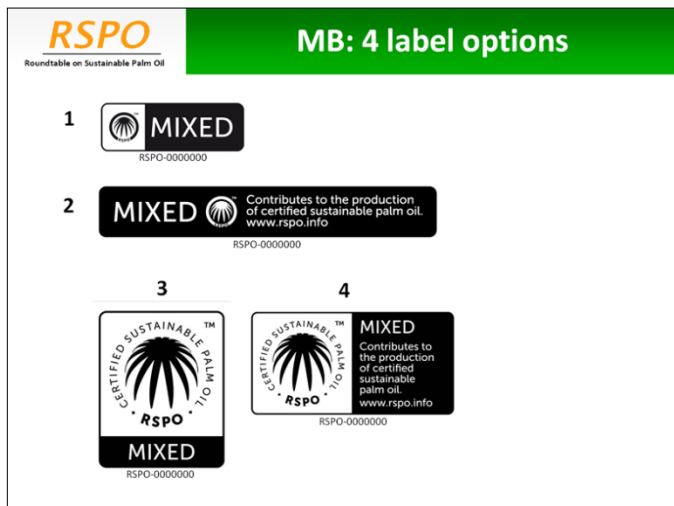 RSPO
Roundtable on Sustainable Palm Oil
MB: 4 label options
1
RSPO
MIXED
RSPO-0000000
2
MIXED
Contributes to the production
of certified sustainable palm oil.
www.rspo.info
RSPO-0000000
3
CERTIFIED SUSTAINABLE PALM OIL
TM
· RSPO ·
MIXED
RSPO-0000000
4
CERTIFIED SUSTAINABLE PALM OIL
TM
· RSPO ·
MIXED
Contributes to
the production
of certified
sustainable
palm oil.
www.rspo.info
RSPO-0000000